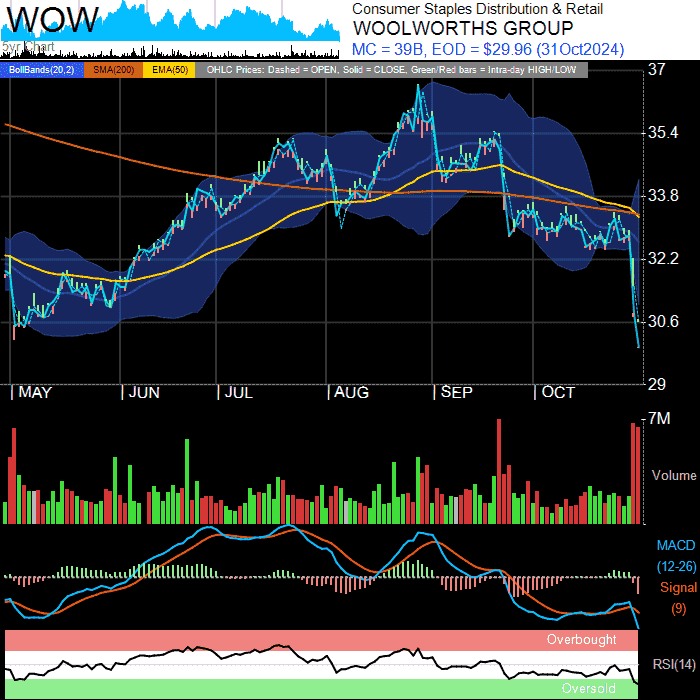 WOW
5yr Chart
Consumer Staples Distribution & Retail
WOOLWORTHS GROUP
MC = 39B, EOD = $29.96 (31Oct2024)
BollBands(20,2) SMA(200) EMA(50) OHLC Prices: Dashed = OPEN, Solid = CLOSE, Green/Red bars = Intra-day HIGH/LOW
37
35.4
33.8
32.2
30.6
29
MAY JUN JUL AUG SEP OCT
7M
Volume
MACD
(12-26)
Signal
(9)
Overbought
RSI(14)
Oversold